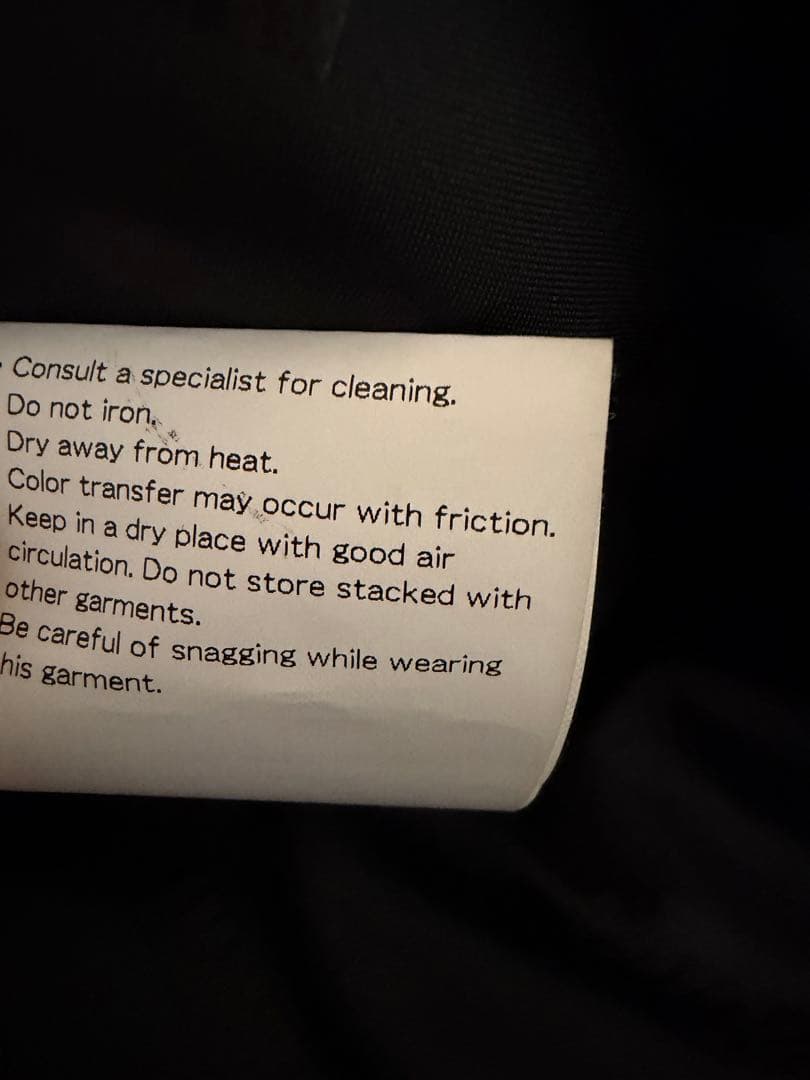 - Consult a specialist for cleaning.
Do not iron.
Dry away from heat.
Color transfer may occur with friction.
Keep in a dry place with good air
circulation. Do not store stacked with
other garments.
Be careful of snagging while wearing
his garment.